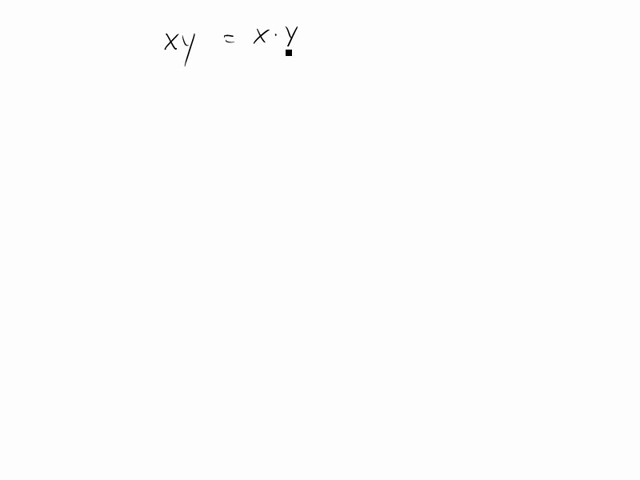 xy = x · y